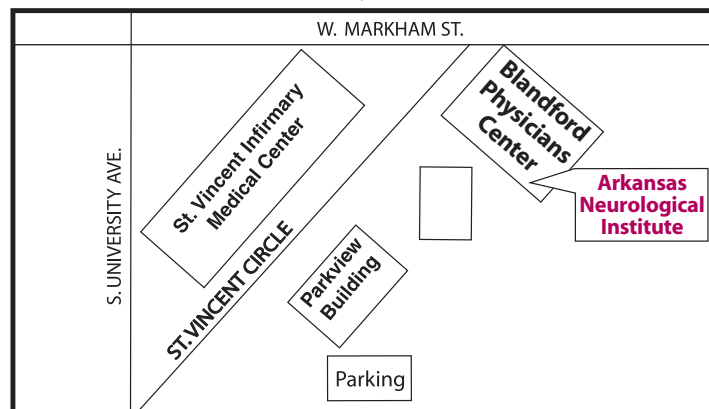 W. MARKHAM ST.
S. UNIVERSITY AVE.
St. Vincent Infirmary
Medical Center
ST. VINCENT CIRCLE
Blandford
Physicians
Center
Arkansas
Neurological
Institute
Parkview
Building
Parking